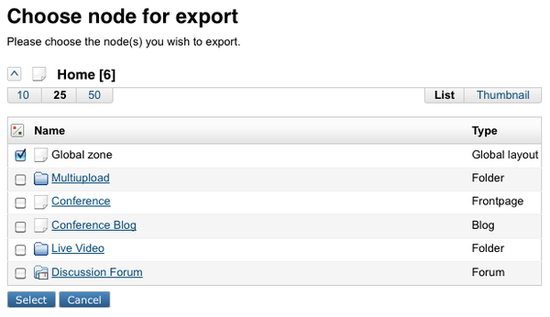 Choose node for export
Please choose the node(s) you wish to export.
Home [6]
10 25 50 List Thumbnail
Name Type
Global zone Global layout
Multiupload Folder
Conference Frontpage
Conference Blog Blog
Live Video Folder
Discussion Forum Forum
Select Cancel